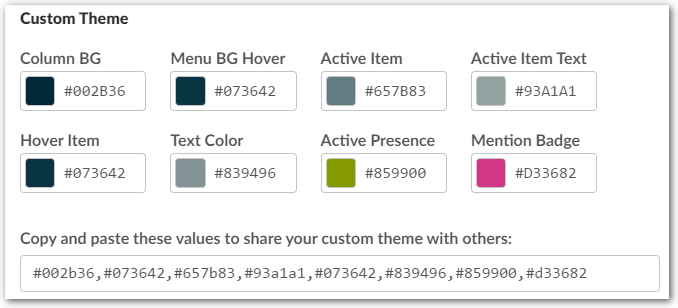 Custom Theme
Column BG Menu BG Hover Active Item Active Item Text
#002B36 #073642 #657B83 #93A1A1
Hover Item Text Color Active Presence Mention Badge
#073642 #839496 #859900 #D33682
Copy and paste these values to share your custom theme with others:
#002b36,#073642,#657b83,#93a1a1,#073642,#839496,#859900,#d33682